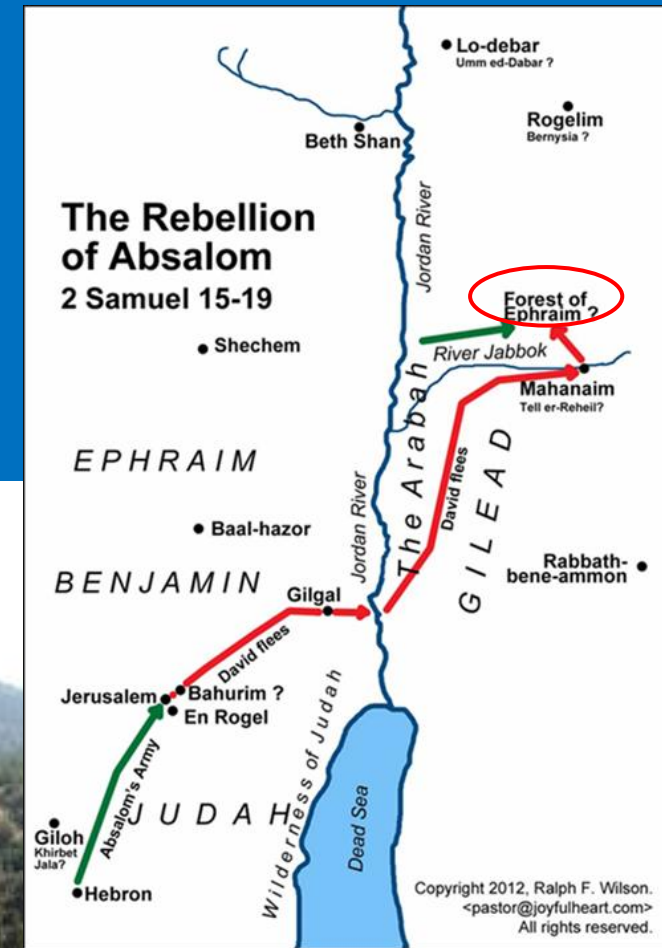 Lo-debar
Umm ed-Dabar ?
Rogelim
Bernysia ?
Beth Shan
Jordan River
The Rebellion
of Absalom
2 Samuel 15-19
Forest of
Ephraim ?
Shechem
River Jabbok
Mahanaim
Tell er-Reheil?
The Arabah
David flees
GILEAD
EPHRAIM
Jordan River
Baal-hazor
Rabbath-
bene-ammon
BENJAMIN
Gilgal
David flees
Jerusalem
Bahurim ?
En Rogel
Wilderness of Judah
Absalom's Army
JUDAH
Dead Sea
Giloh
Khirbet
Jala?
Hebron
Copyright 2012, Ralph F. Wilson.
<pastor@joyfulheart.com>
All rights reserved.